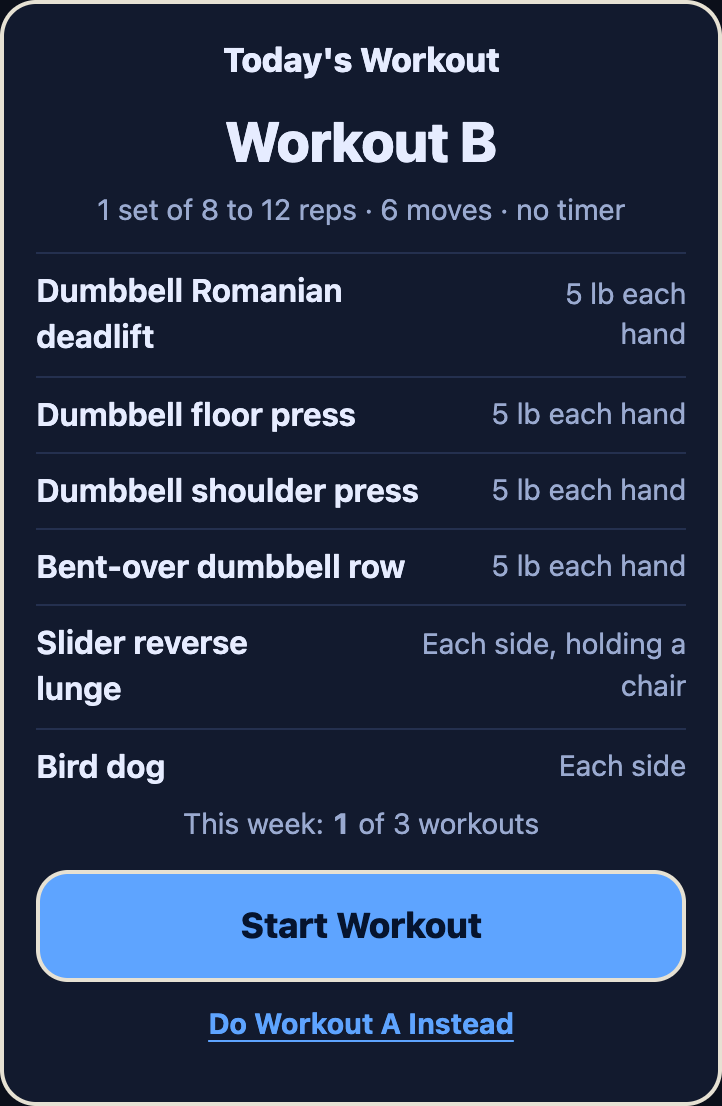 Today's Workout
Workout B
1 set of 8 to 12 reps · 6 moves · no timer
Dumbbell Romanian
deadlift
5 lb each
hand
Dumbbell floor press
5 lb each hand
Dumbbell shoulder press
5 lb each hand
Bent-over dumbbell row
5 lb each hand
Slider reverse
lunge
Each side, holding a
chair
Bird dog
Each side
This week: 1 of 3 workouts
Start Workout
Do Workout A Instead